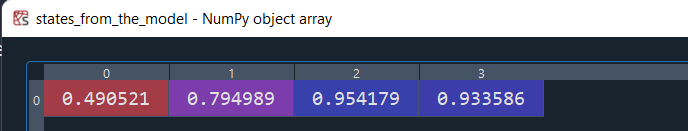 states_from_the_model - NumPy object array
0 1 2 3
0 0.490521 0.794989 0.954179 0.933586